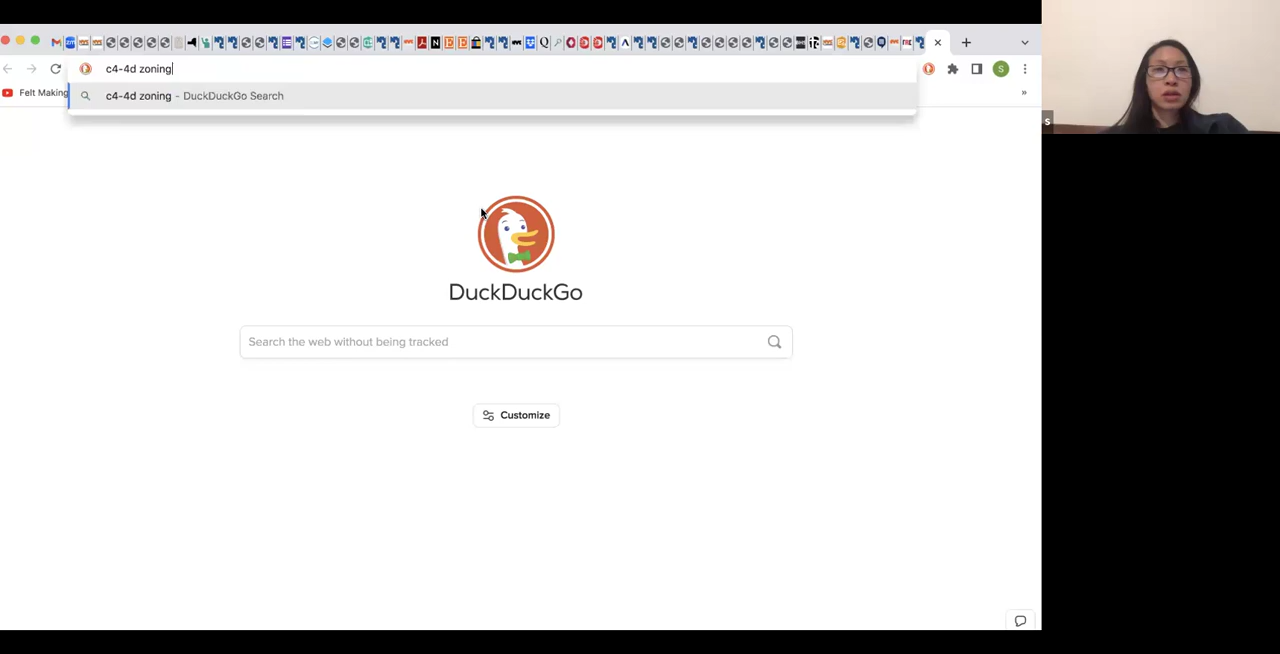 c4-4d zoning
S
Felt Making
»
c4-4d zoning - DuckDuckGo Search
s
DuckDuckGo
Search the web without being tracked
Customize